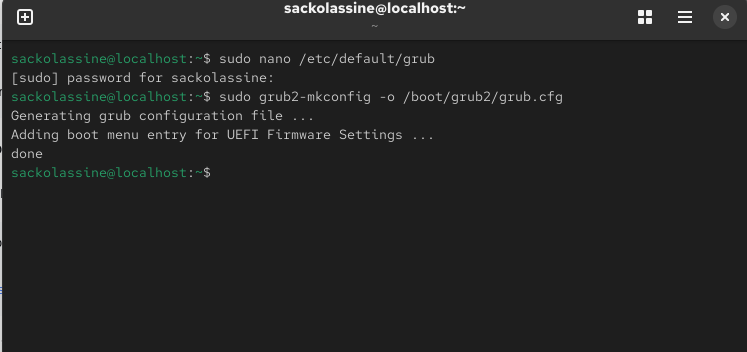 sackolassine@localhost:~
~
sackolassine@localhost:~$ sudo nano /etc/default/grub
[sudo] password for sackolassine:
sackolassine@localhost:~$ sudo grub2-mkconfig -o /boot/grub2/grub.cfg
Generating grub configuration file ...
Adding boot menu entry for UEFI Firmware Settings ...
done
sackolassine@localhost:~$